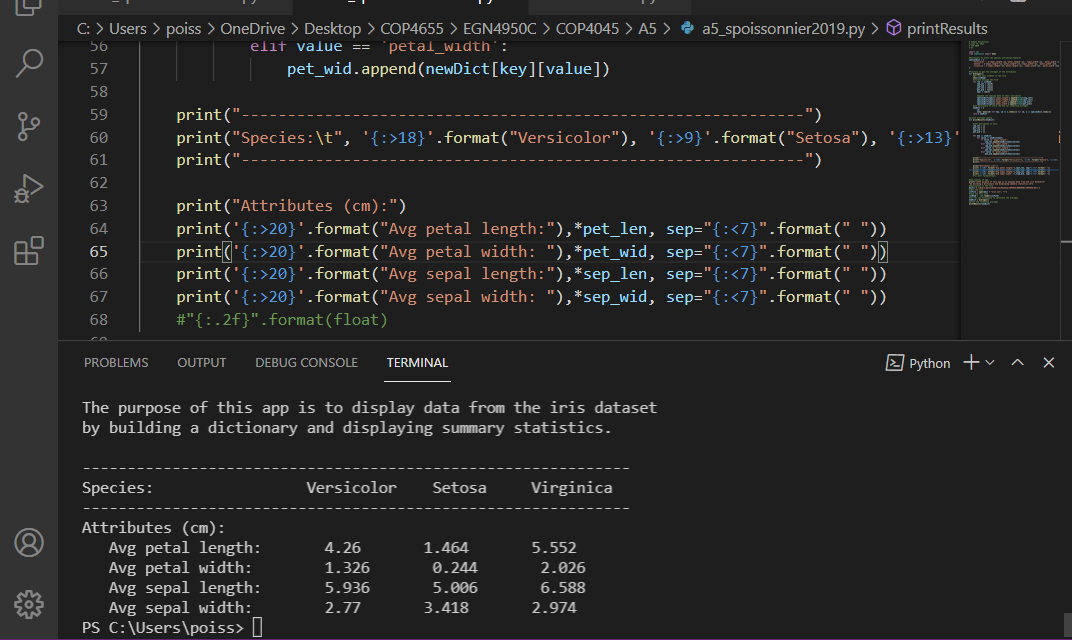 C: > Users > poiss > OneDrive > Desktop > COP4655 > EGN4950C > COP4045 > A5 > a5_spoissonnier2019.py > printResults
56 elif value == 'petal_width':
57 pet_wid.append(newDict[key][value])
58
59 print("--------------------------------------------------------------")
60 print("Species:\t", '{:>18}'.format("Versicolor"), '{:>9}'.format("Setosa"), '{:>13}'
61 print("--------------------------------------------------------------")
62
63 print("Attributes (cm):")
64 print('{:>20}'.format("Avg petal length:"),*pet_len, sep="{:<7}".format(" "))
65 print('{:>20}'.format("Avg petal width: "),*pet_wid, sep="{:<7}".format(" "))
66 print('{:>20}'.format("Avg sepal length:"),*sep_len, sep="{:<7}".format(" "))
67 print('{:>20}'.format("Avg sepal width: "),*sep_wid, sep="{:<7}".format(" "))
68 #"{:.2f}".format(float)
PROBLEMS OUTPUT DEBUG CONSOLE TERMINAL Python
The purpose of this app is to display data from the iris dataset
by building a dictionary and displaying summary statistics.
-------------------------------------------------------------
Species: Versicolor Setosa Virginica
-------------------------------------------------------------
Attributes (cm):
Avg petal length: 4.26 1.464 5.552
Avg petal width: 1.326 0.244 2.026
Avg sepal length: 5.936 5.006 6.588
Avg sepal width: 2.77 3.418 2.974
PS C:\Users\poiss>